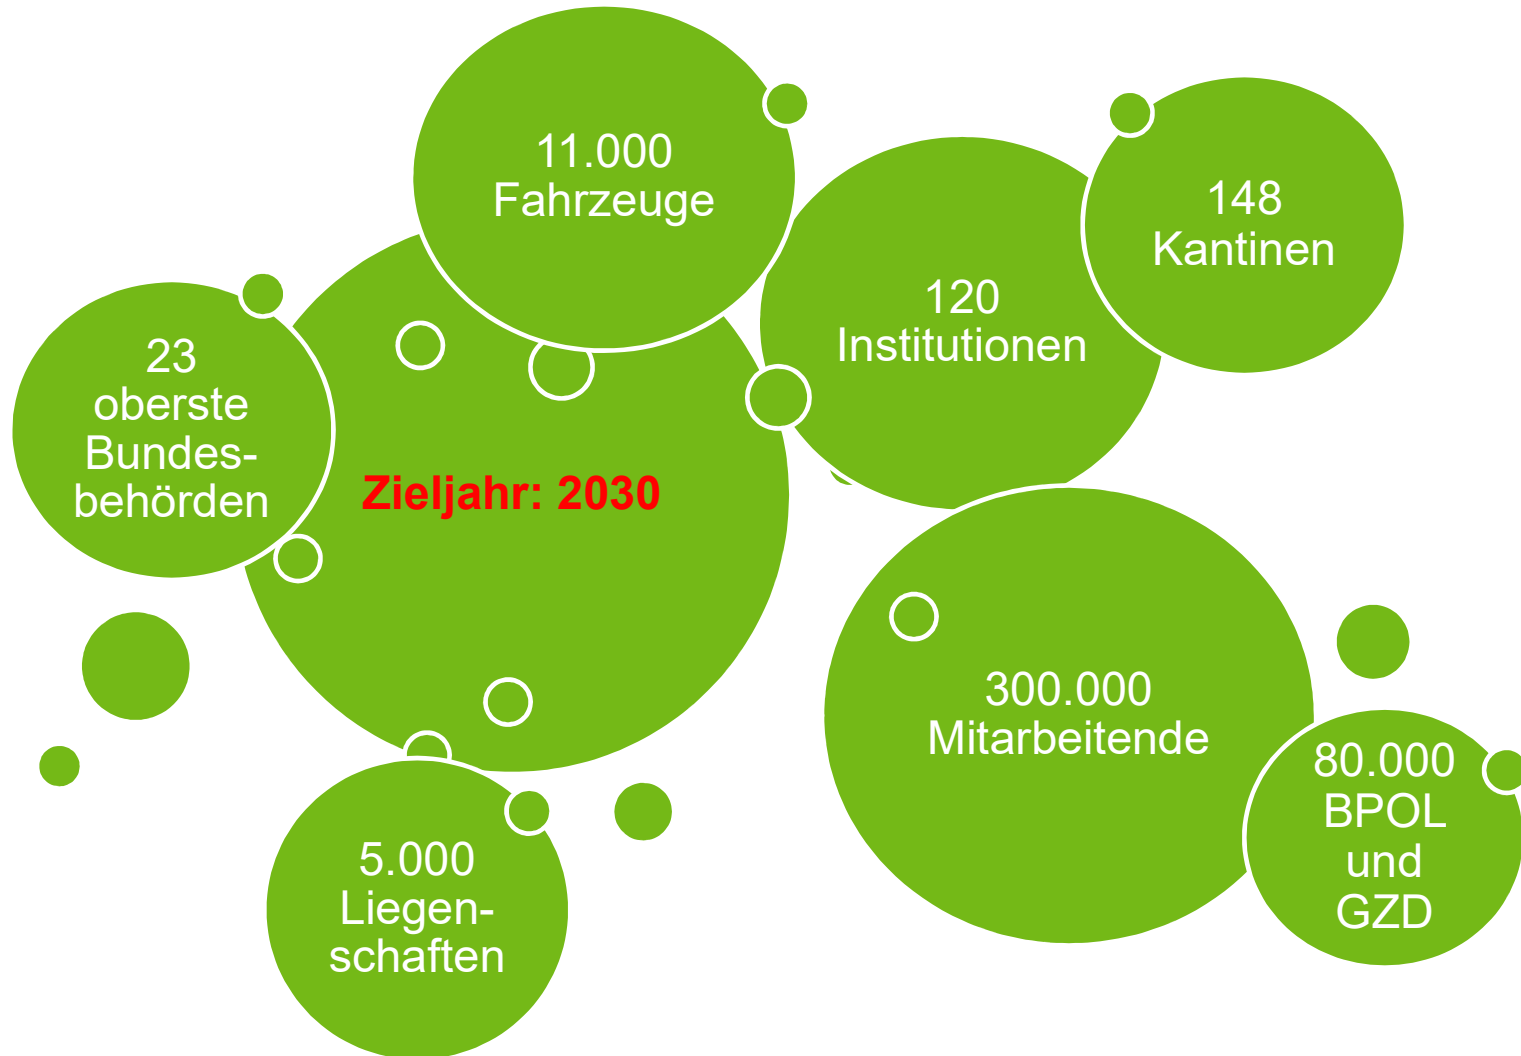 11.000
Fahrzeuge
148
Kantinen
120
Institutionen
23
oberste
Bundes-
behörden
Zieljahr: 2030
300.000
Mitarbeitende
80.000
BPOL
und
GZD
5.000
Liegen-
schaften